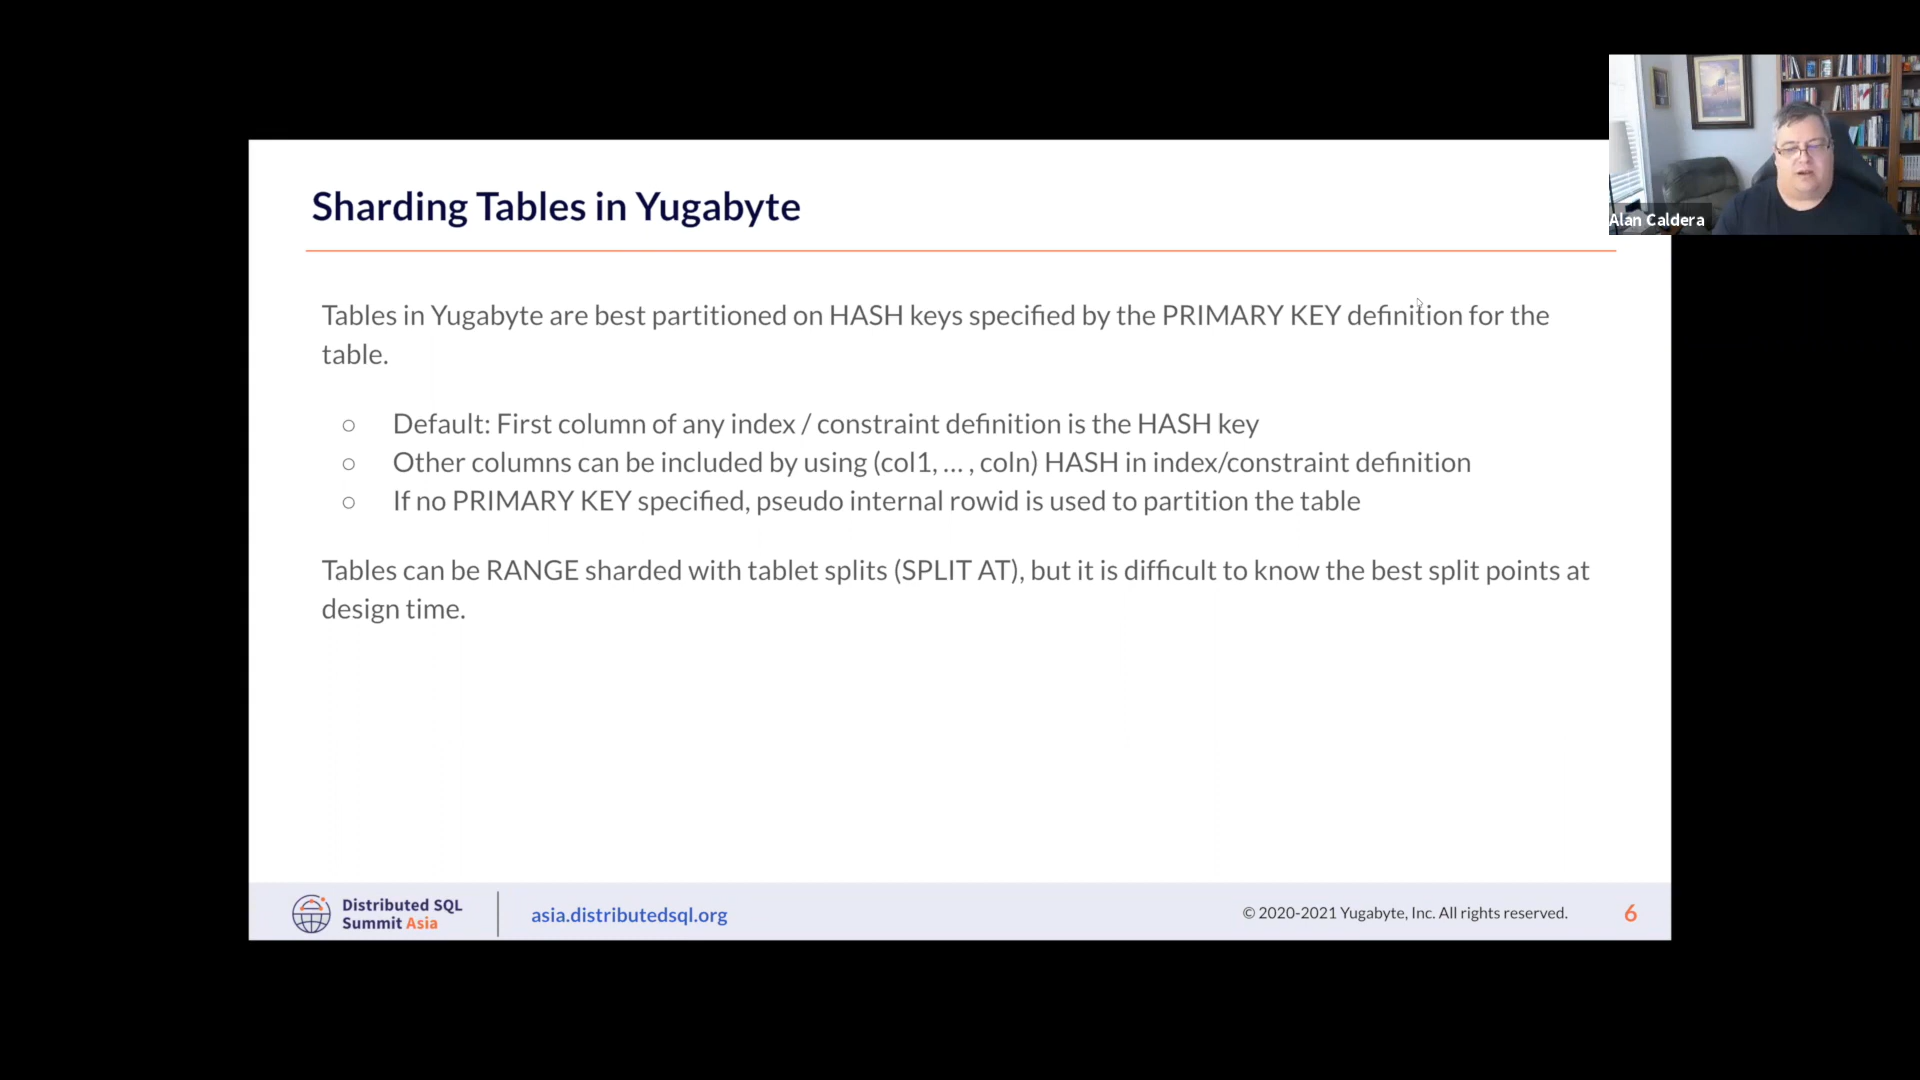 Alan Caldera
Sharding Tables in Yugabyte
Tables in Yugabyte are best partitioned on HASH keys specified by the PRIMARY KEY definition for the
table.
○ Default: First column of any index / constraint definition is the HASH key
○ Other columns can be included by using (col1, ... , coln) HASH in index/constraint definition
○ If no PRIMARY KEY specified, pseudo internal rowid is used to partition the table
Tables can be RANGE sharded with tablet splits (SPLIT AT), but it is difficult to know the best split points at
design time.
Distributed SQL
Summit Asia
asia.distributedsql.org
© 2020-2021 Yugabyte, Inc. All rights reserved.
6